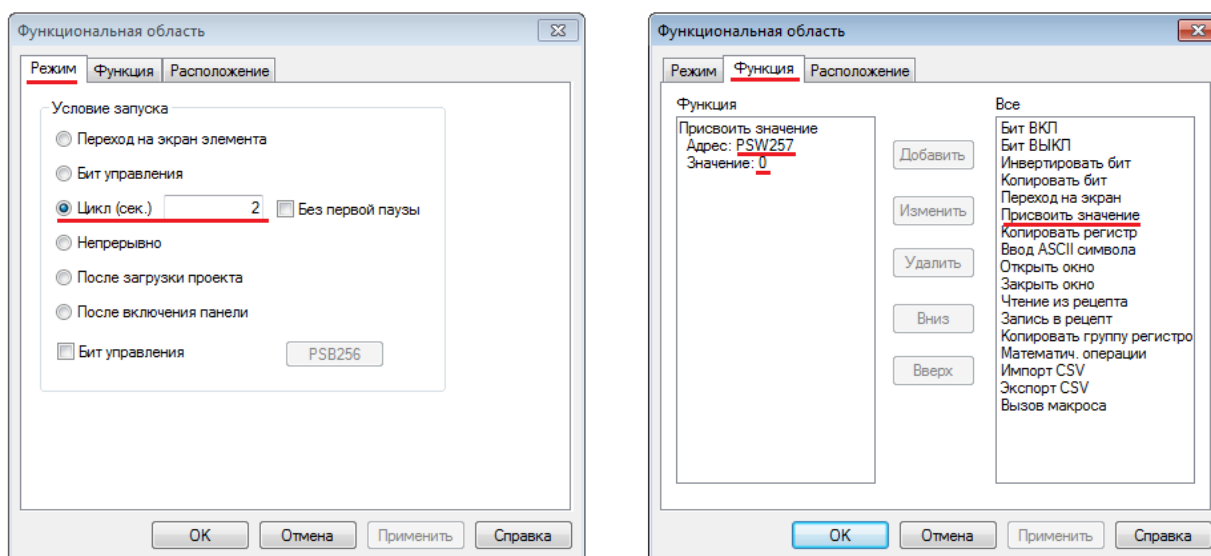 Функциональная область
Режим Функция Расположение
Условие запуска
Переход на экран элемента
Бит управления
Цикл (сек.) 2 Без первой паузы
Непрерывно
После загрузки проекта
После включения панели
Бит управления PSB256
OK Отмена Применить Справка
Функциональная область
Режим Функция Расположение
Функция
Присвоить значение
Адрес: PSW257
Значение: 0
Добавить
Изменить
Удалить
Вниз
Вверх
Все
Бит ВКЛ
Бит ВЫКЛ
Инвертировать бит
Копировать бит
Переход на экран
Присвоить значение
Копировать регистр
Ввод ASCII символа
Открыть окно
Закрыть окно
Чтение из рецепта
Запись в рецепт
Копировать группу регистро
Математич. операции
Импорт CSV
Экспорт CSV
Вызов макроса
OK Отмена Применить Справка